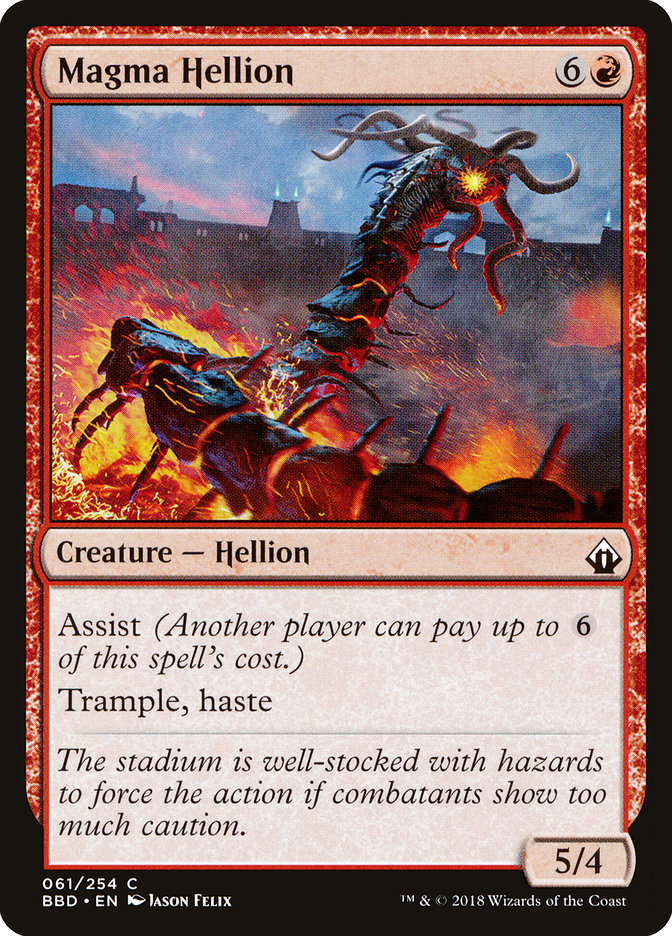 Magma Hellion 6
Creature — Hellion
Assist (Another player can pay up to 6
of this spell's cost.)
Trample, haste
The stadium is well-stocked with hazards
to force the action if combatants show too
much caution.
5/4
061/254 C
BBD • EN Jason Felix
™ & © 2018 Wizards of the Coast